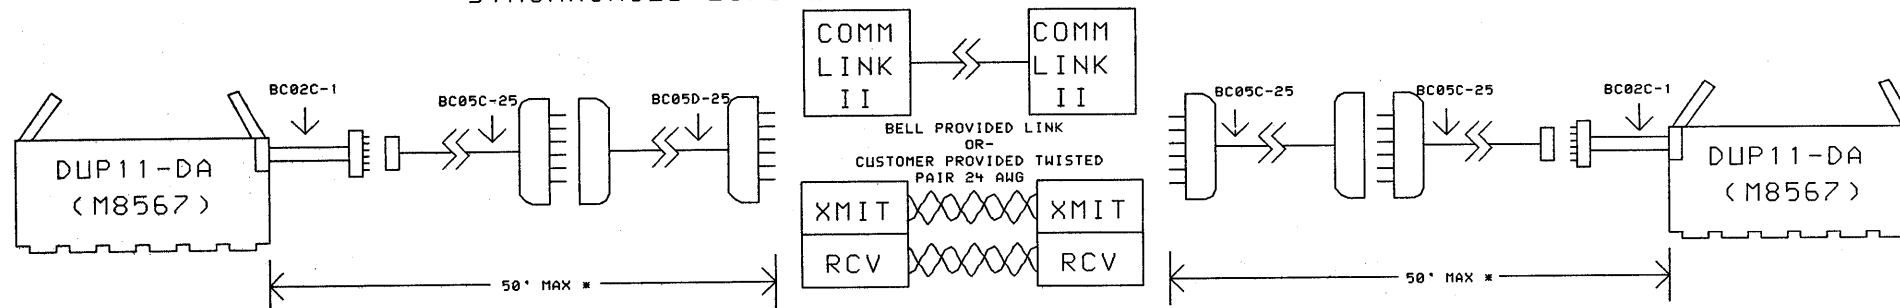 COMM
LINK
II
COMM
LINK
II
BC02C-1
BC05C-25
BC05D-25
BC05C-25
BC05C-25
BC02C-1
BELL PROVIDED LINK
OR-
CUSTOMER PROVIDED TWISTED
PAIR 24 AWG
DUP11-DA
(M8567)
DUP11-DA
(M8567)
XMIT
XMIT
RCV
RCV
50' MAX *
50' MAX *